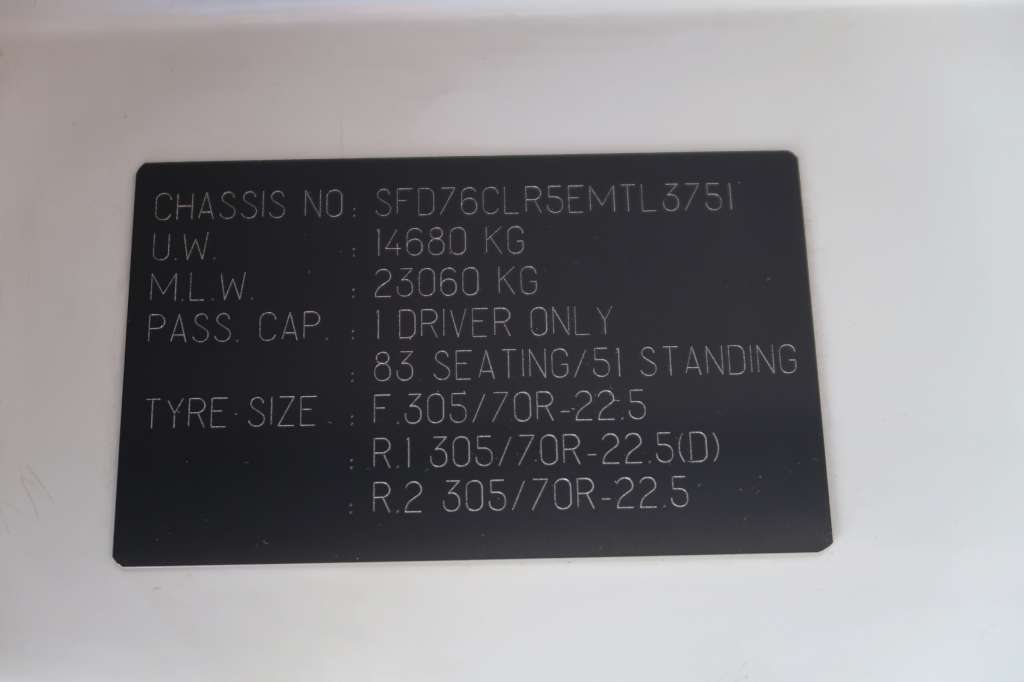 CHASSIS NO: SFD76CLR5EMTL3751
U.W. : 14680 KG
M.L.W. : 23060 KG
PASS. CAP. : 1 DRIVER ONLY
: 83 SEATING/51 STANDING
TYRE SIZE : F.305/70R-22.5
: R.1 305/70R-22.5(D)
: R.2 305/70R-22.5